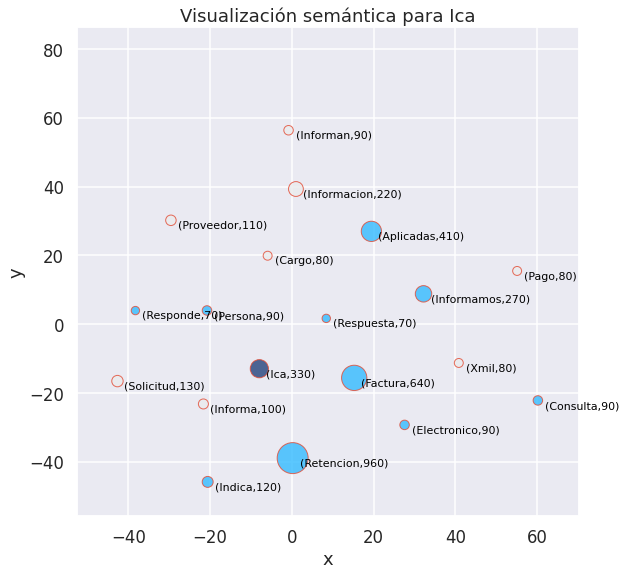 Visualización semántica para Ica
80
60
40
20
0
−20
−40
y
(Informan,90)
(Informacion,220)
(Proveedor,110)
(Aplicadas,410)
(Cargo,80)
(Pago,80)
(Informamos,270)
(Responde,70)
(Persona,90)
(Respuesta,70)
(Ica,330)
(Xmil,80)
(Solicitud,130)
(Factura,640)
(Informa,100)
(Consulta,90)
(Electronico,90)
(Retencion,960)
(Indica,120)
−40 −20 0 20 40 60
x